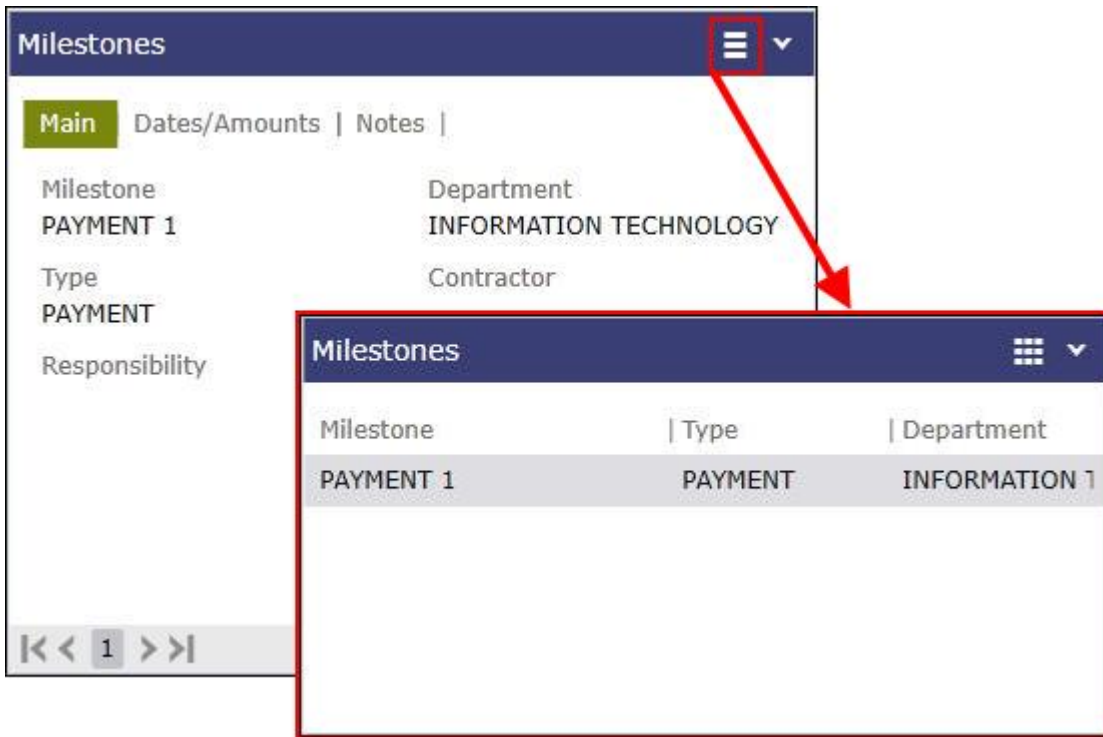 Milestones
Main | Dates/Amounts | Notes |
Milestone Department
PAYMENT 1 INFORMATION TECHNOLOGY
Type Contractor
PAYMENT
Responsibility
1
Milestones
Milestone | Type | Department
PAYMENT 1 PAYMENT INFORMATION